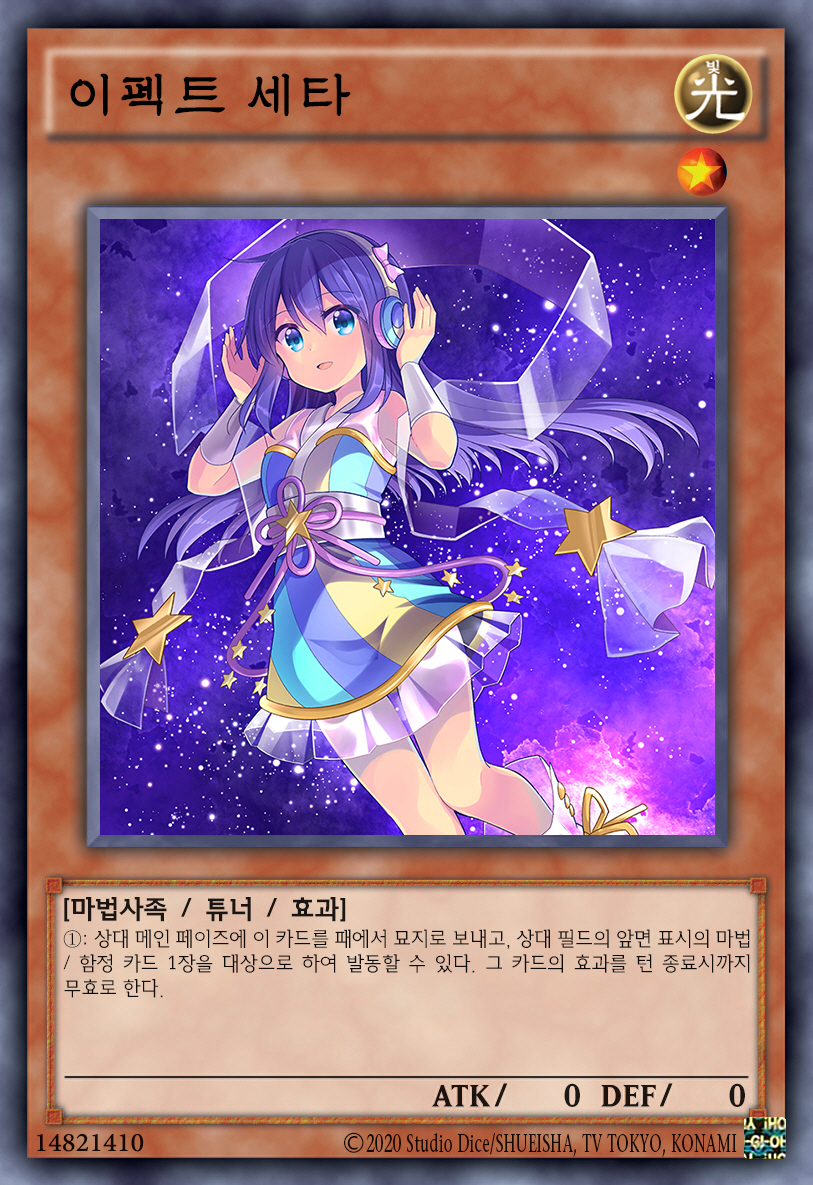 이펙트 세타
빛
光
[마법사족 / 튜너 / 효과]
①: 상대 메인 페이즈에 이 카드를 패에서 묘지로 보내고, 상대 필드의 앞면 표시의 마법
/ 함정 카드 1장을 대상으로 하여 발동할 수 있다. 그 카드의 효과를 턴 종료시까지
무효로 한다.
ATK/ 0 DEF/ 0
14821410 ©2020 Studio Dice/SHUEISHA, TV TOKYO, KONAMI